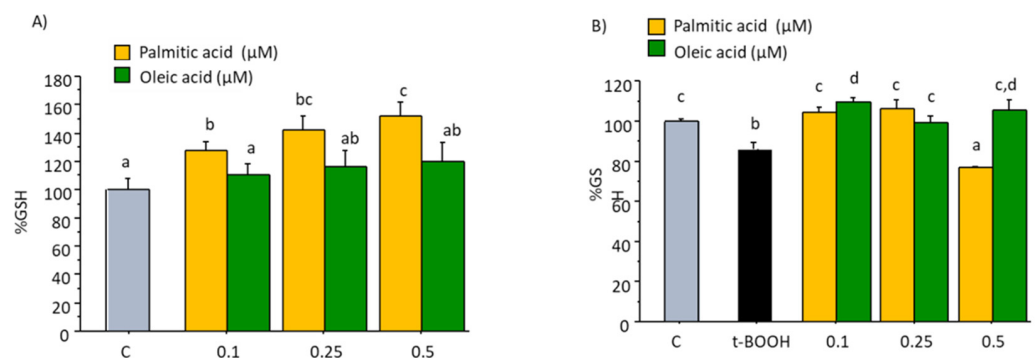 A)
Palmitic acid (µM)
Oleic acid (µM)
180
160
140
120
100
80
60
40
20
0
%GSH
a
b
a
bc
ab
c
ab
C
0.1
0.25
0.5
B)
Palmitic acid (µM)
Oleic acid (µM)
120
100
80
60
40
20
0
%GS
H
c
b
c
d
c
c
a
c,d
C
t-BOOH
0.1
0.25
0.5